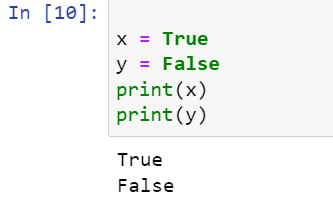 In [10]:
x = True
y = False
print(x)
print(y)
True
False